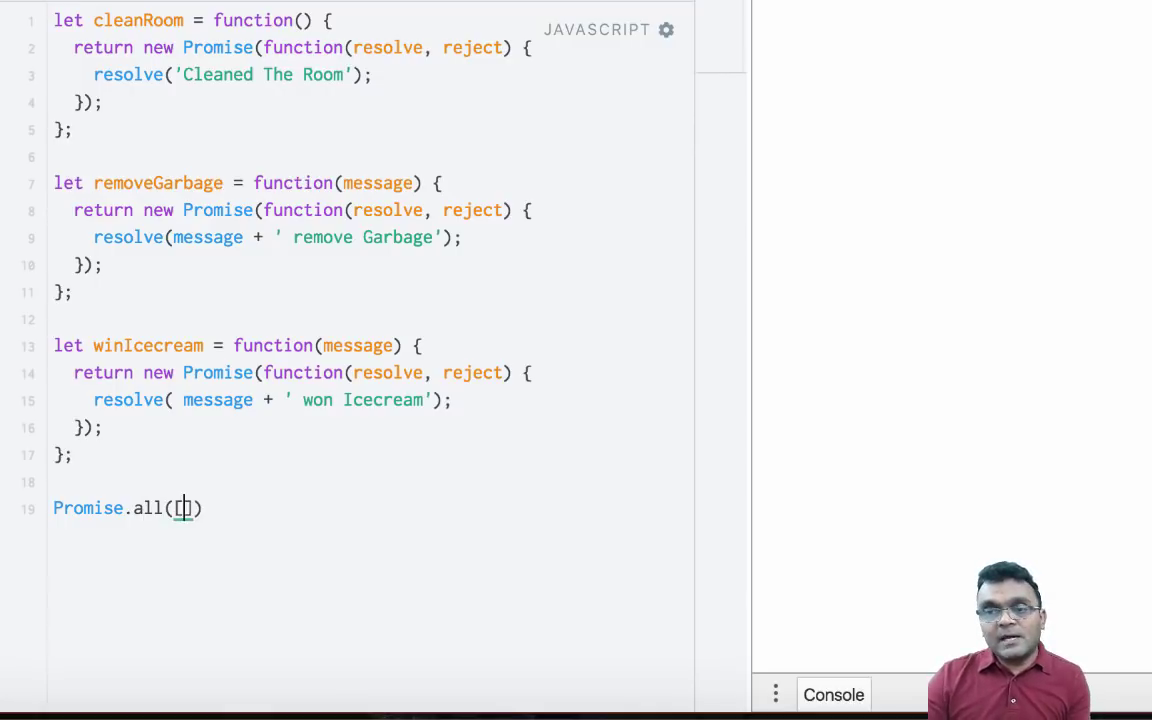 1 let cleanRoom = function() {
2 return new Promise(function(resolve, reject) {
3 resolve('Cleaned The Room');
4 });
5 };
6
7 let removeGarbage = function(message) {
8 return new Promise(function(resolve, reject) {
9 resolve(message + ' remove Garbage');
10 });
11 };
12
13 let winIcecream = function(message) {
14 return new Promise(function(resolve, reject) {
15 resolve( message + ' won Icecream');
16 });
17 };
18
19 Promise.all([])
JAVASCRIPT
Console